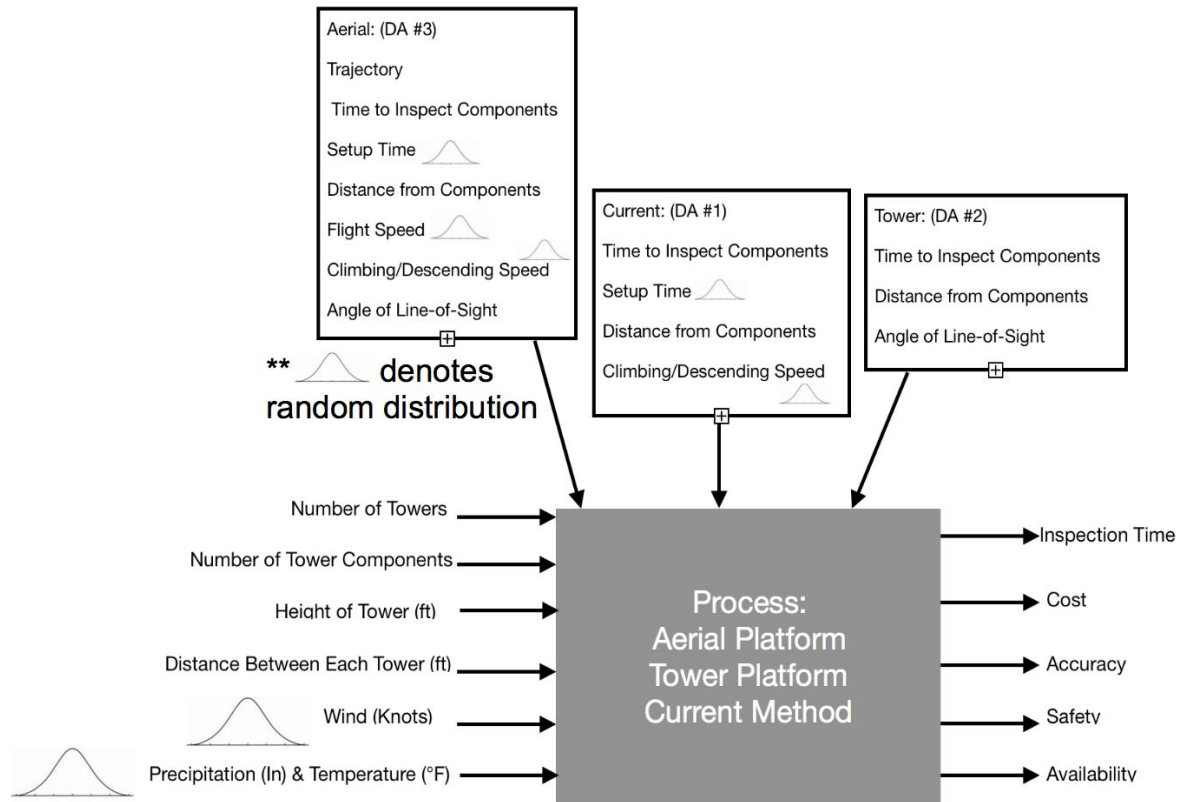 Aerial: (DA #3)
Trajectory
Time to Inspect Components
Setup Time
Distance from Components
Flight Speed
Climbing/Descending Speed
Angle of Line-of-Sight
** denotes
random distribution
Current: (DA #1)
Time to Inspect Components
Setup Time
Distance from Components
Climbing/Descending Speed
Tower: (DA #2)
Time to Inspect Components
Distance from Components
Angle of Line-of-Sight
Number of Towers
Number of Tower Components
Height of Tower (ft)
Distance Between Each Tower (ft)
Wind (Knots)
Precipitation (In) & Temperature (°F)
Process:
Aerial Platform
Tower Platform
Current Method
Inspection Time
Cost
Accuracy
Safety
Availability